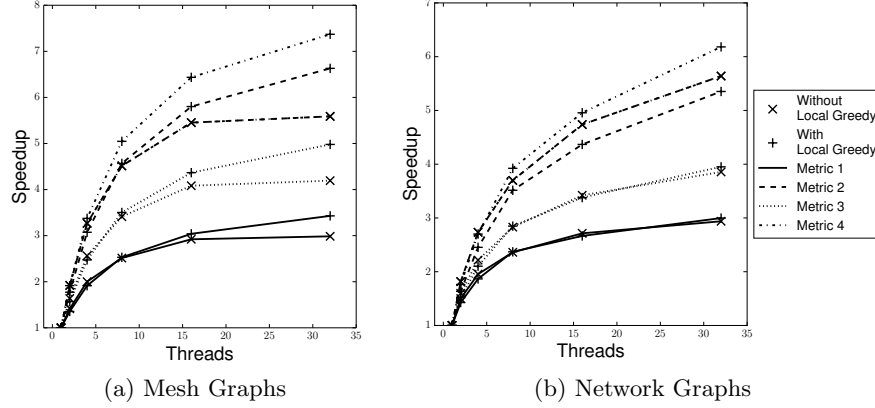 8
7
6
5
4
3
2
1
Speedup
0 5 10 15 20 25 30 35
Threads
(a) Mesh Graphs
7
6
5
4
3
2
1
Speedup
0 5 10 15 20 25 30 35
Threads
(b) Network Graphs
Without
Local Greedy
With
Local Greedy
Metric 1
Metric 2
Metric 3
Metric 4